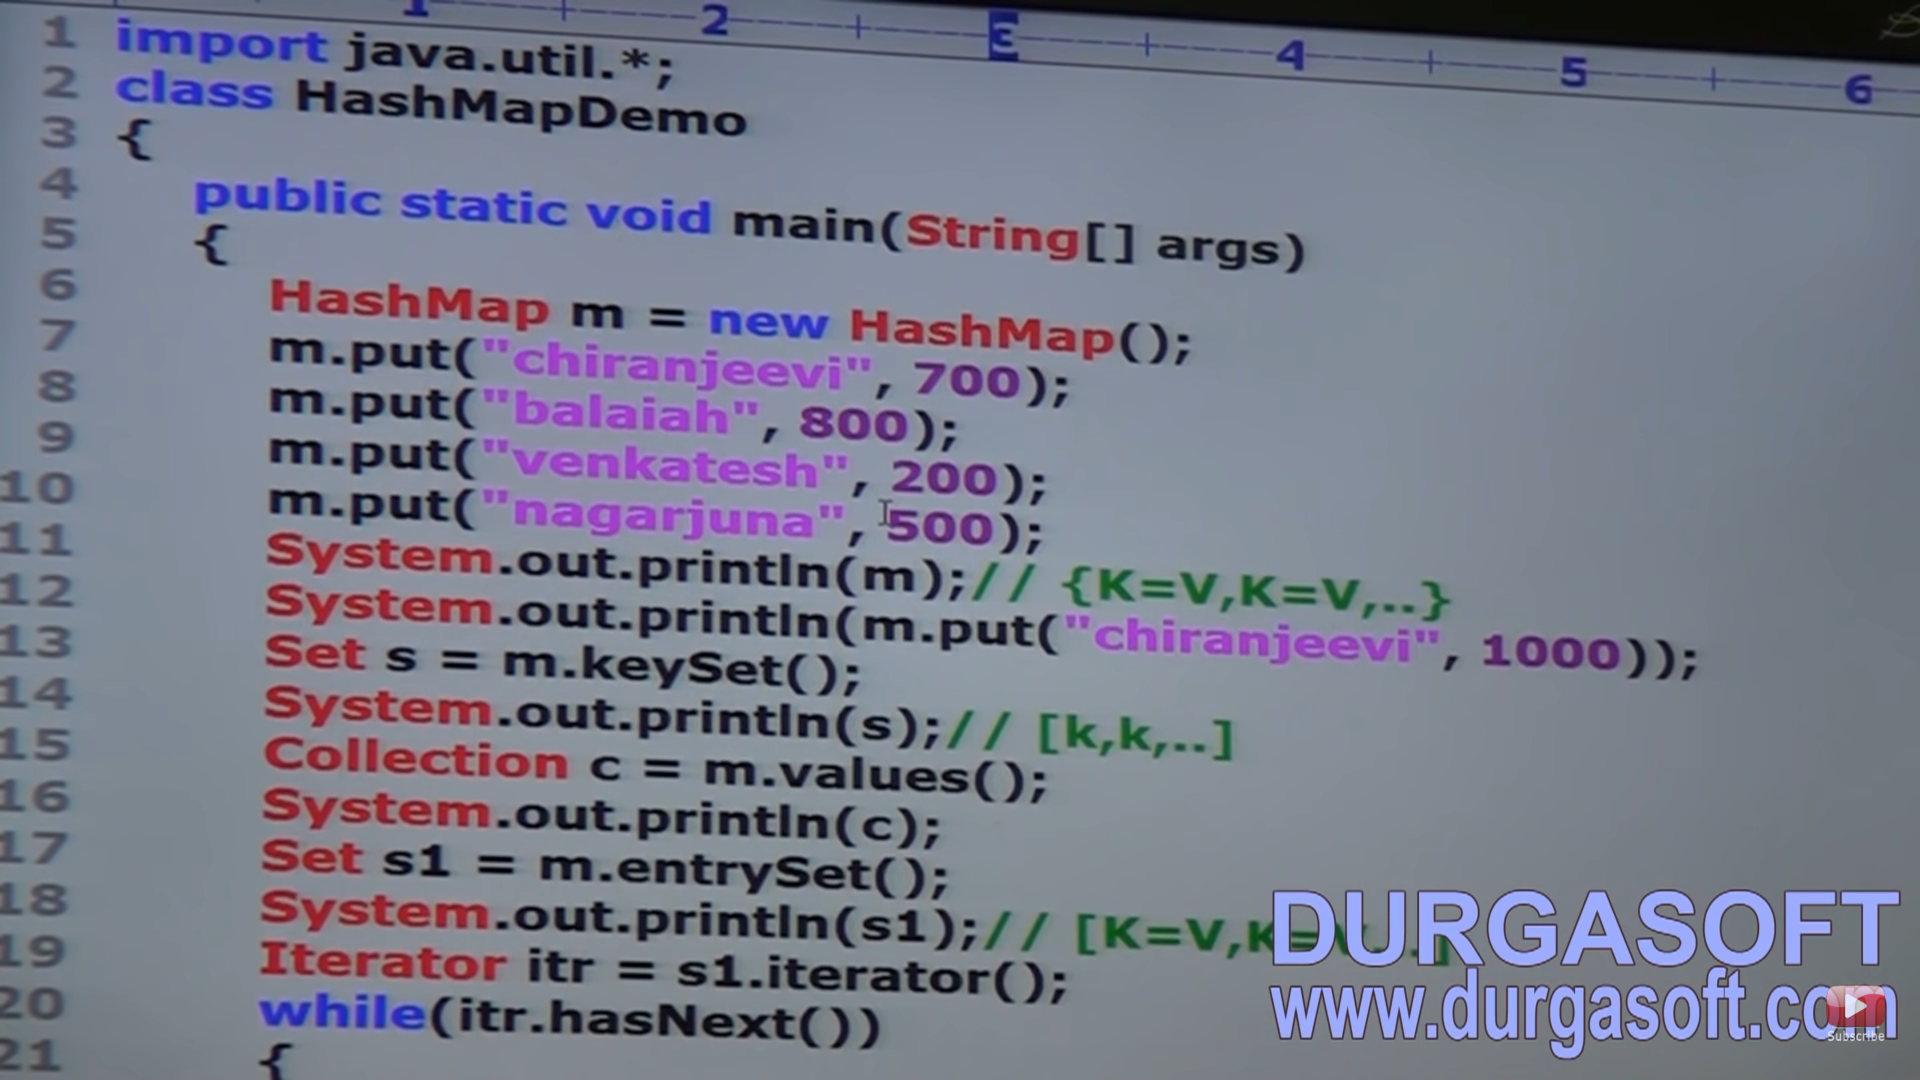 1 2 3 4 5 6
1 import java.util.*;
2 class HashMapDemo
3 {
4 public static void main(String[] args)
5 {
6 HashMap m = new HashMap();
7 m.put("chiranjeevi", 700);
8 m.put("balaiah", 800);
9 m.put("venkatesh", 200);
10 m.put("nagarjuna", 500);
11 System.out.println(m);// {K=V,K=V,..}
12 System.out.println(m.put("chiranjeevi", 1000));
13 Set s = m.keySet();
14 System.out.println(s);// [k,k,..]
15 Collection c = m.values();
16 System.out.println(c);
17 Set s1 = m.entrySet();
18 System.out.println(s1);// [K=V,K=V,..]
19 Iterator itr = s1.iterator();
20 while(itr.hasNext())
21 {
DURGASOFT
www.durgasoft.com
Subscribe